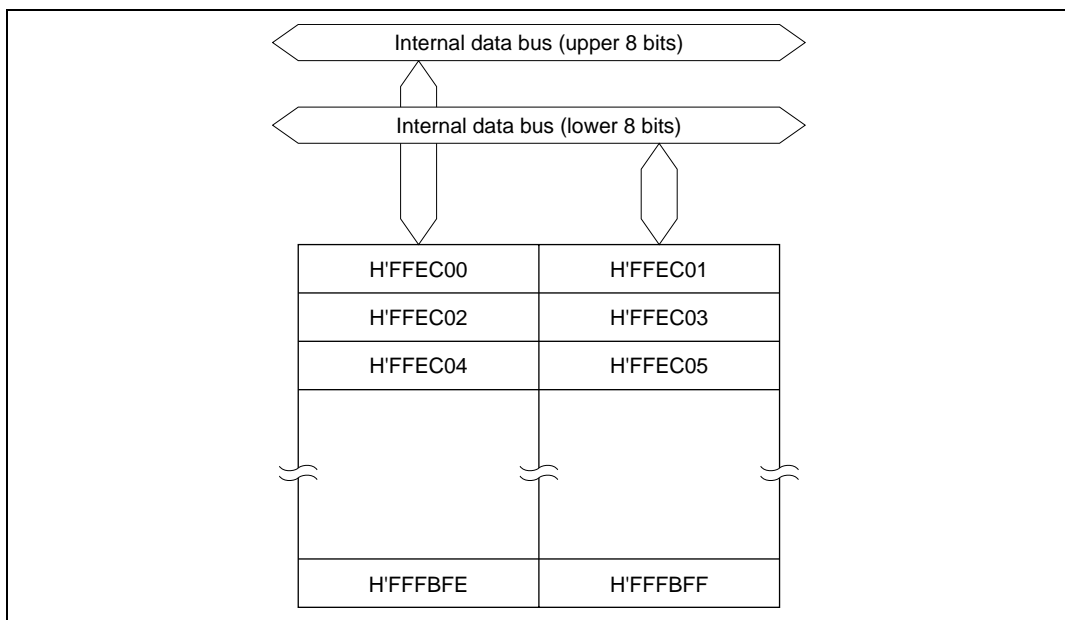 Internal data bus (upper 8 bits)
Internal data bus (lower 8 bits)
H'FFEC00 H'FFEC01
H'FFEC02 H'FFEC03
H'FFEC04 H'FFEC05
H'FFFBFE H'FFFBFF